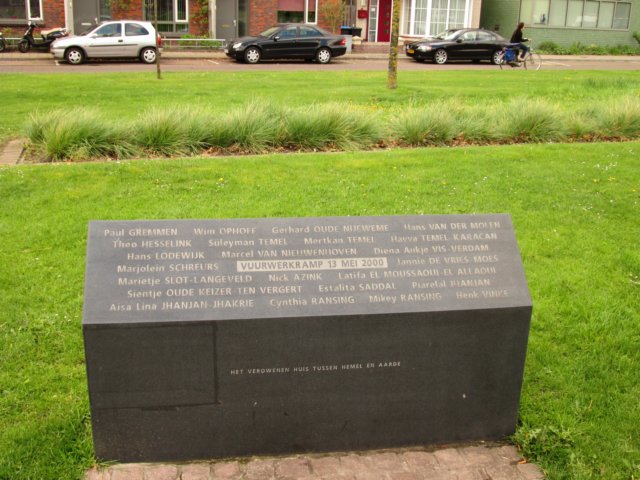 Paul GREMMEN Wim OPHOFF Gerhard OUDE NIJEWEME Hans VAN DER MOLEN
Theo HESSELINK Süleyman TEMEL Mertkan TEMEL Havva TEMEL KARACAN
Hans LODEWIJK Marcel VAN NIEUWENHOVEN Diena Aukje VIS VERDAM
Marjolein SCHREURS VUURWERKRAMP 13 MEI 2000 Jannie DE VRIES MOES
Marietje SLOT-LANGEVELD Nick AZINK Latifa EL MOUSSAOUI-EL ALLAOUI
Sientje OUDE KEIZER TEN VERGERT Estalita SADDAL Piaretal JHANJAN
Aisa Lina JHANJAN-JHAKRIE Cynthia RANSING Mikey RANSING Henk VINKE
HET VERDWENEN HUIS TUSSEN HEMEL EN AARDE